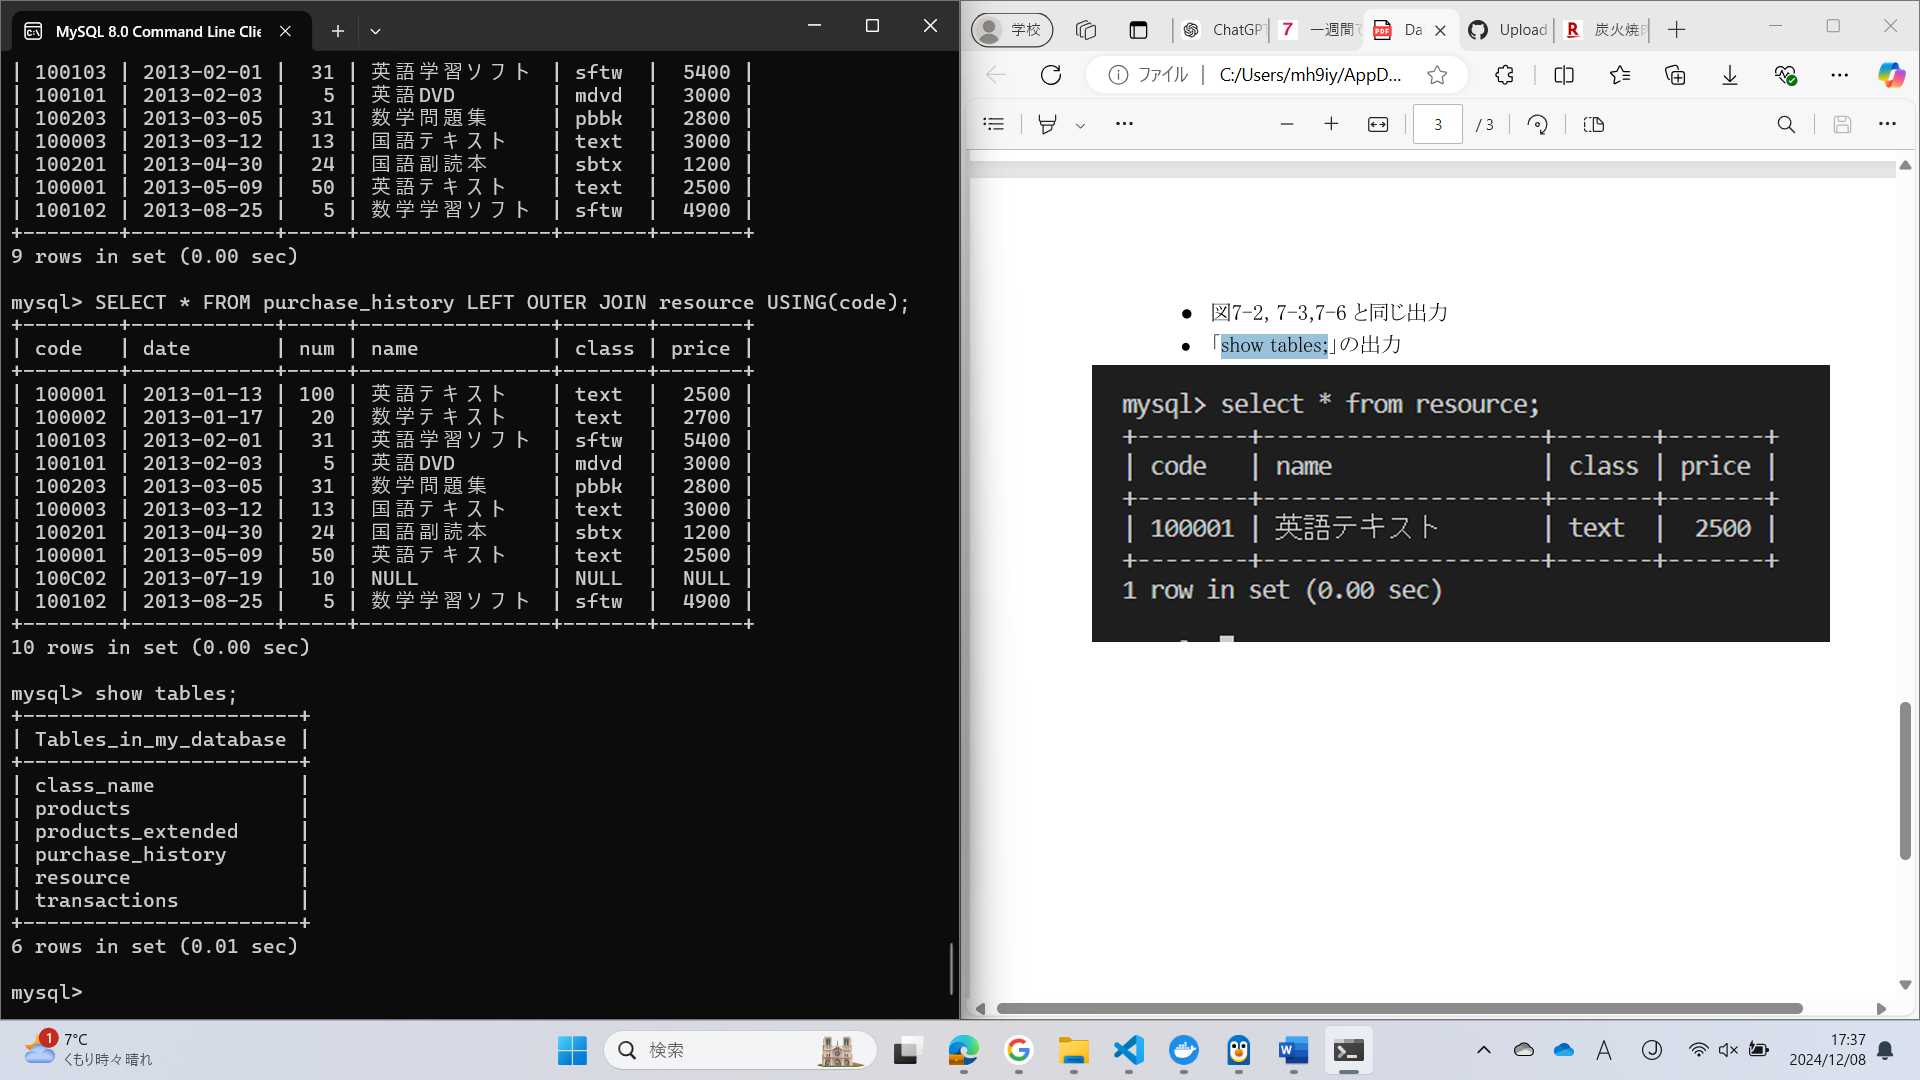 MySQL 8.0 Command Line Clie
| 100103 | 2013-02-01 |  31 | 英語学習ソフト | sftw  |  5400 |
| 100101 | 2013-02-03 |   5 | 英語DVD | mdvd  |  3000 |
| 100203 | 2013-03-05 |  31 | 数学問題集 | pbbk  |  2800 |
| 100003 | 2013-03-12 |  13 | 国語テキスト | text  |  3000 |
| 100201 | 2013-04-30 |  24 | 国語副読本 | sbtx  |  1200 |
| 100001 | 2013-05-09 |  50 | 英語テキスト | text  |  2500 |
| 100102 | 2013-08-25 |   5 | 数学学習ソフト | sftw  |  4900 |
+--------+------------+-----+----------------+-------+-------+
9 rows in set (0.00 sec)
mysql> SELECT * FROM purchase_history LEFT OUTER JOIN resource USING(code);
+--------+------------+-----+----------------+-------+-------+
| code   | date       | num | name           | class | price |
+--------+------------+-----+----------------+-------+-------+
| 100001 | 2013-01-13 | 100 | 英語テキスト | text  |  2500 |
| 100002 | 2013-01-17 |  20 | 数学テキスト | text  |  2700 |
| 100103 | 2013-02-01 |  31 | 英語学習ソフト | sftw  |  5400 |
| 100101 | 2013-02-03 |   5 | 英語DVD | mdvd  |  3000 |
| 100203 | 2013-03-05 |  31 | 数学問題集 | pbbk  |  2800 |
| 100003 | 2013-03-12 |  13 | 国語テキスト | text  |  3000 |
| 100201 | 2013-04-30 |  24 | 国語副読本 | sbtx  |  1200 |
| 100001 | 2013-05-09 |  50 | 英語テキスト | text  |  2500 |
| 100C02 | 2013-07-19 |  10 | NULL           | NULL  |  NULL |
| 100102 | 2013-08-25 |   5 | 数学学習ソフト | sftw  |  4900 |
+--------+------------+-----+----------------+-------+-------+
10 rows in set (0.00 sec)
mysql> show tables;
+-----------------------+
| Tables_in_my_database |
+-----------------------+
| class_name            |
| products              |
| products_extended     |
| purchase_history      |
| resource              |
| transactions          |
+-----------------------+
6 rows in set (0.01 sec)
mysql>
学校
ChatGPT
7 一週間で
PDF Da
Upload
R 炭火焼肉
ファイル | C:/Users/mh9iy/AppD...
3 / 3
● 図7-2, 7-3,7-6 と同じ出力
● 「show tables;」の出力
mysql> select * from resource;
+--------+--------------------+-------+-------+
| code   | name               | class | price |
+--------+--------------------+-------+-------+
| 100001 | 英語テキスト       | text  |  2500 |
+--------+--------------------+-------+-------+
1 row in set (0.00 sec)
1
7°C
くもり時々晴れ
検索
A
17:37
2024/12/08